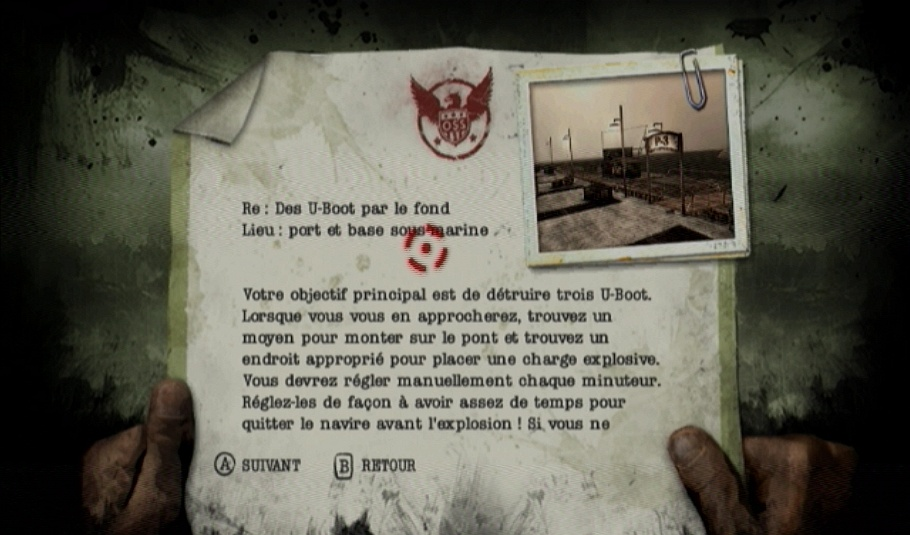 OSS
Re : Des U-Boot par le fond
Lieu : port et base sous-marine
Votre objectif principal est de détruire trois U-Boot.
Lorsque vous vous en approcherez, trouvez un
moyen pour monter sur le pont et trouvez un
endroit approprié pour placer une charge explosive.
Vous devrez régler manuellement chaque minuteur.
Réglez-les de façon à avoir assez de temps pour
quitter le navire avant l'explosion ! Si vous ne
A SUIVANT B RETOUR